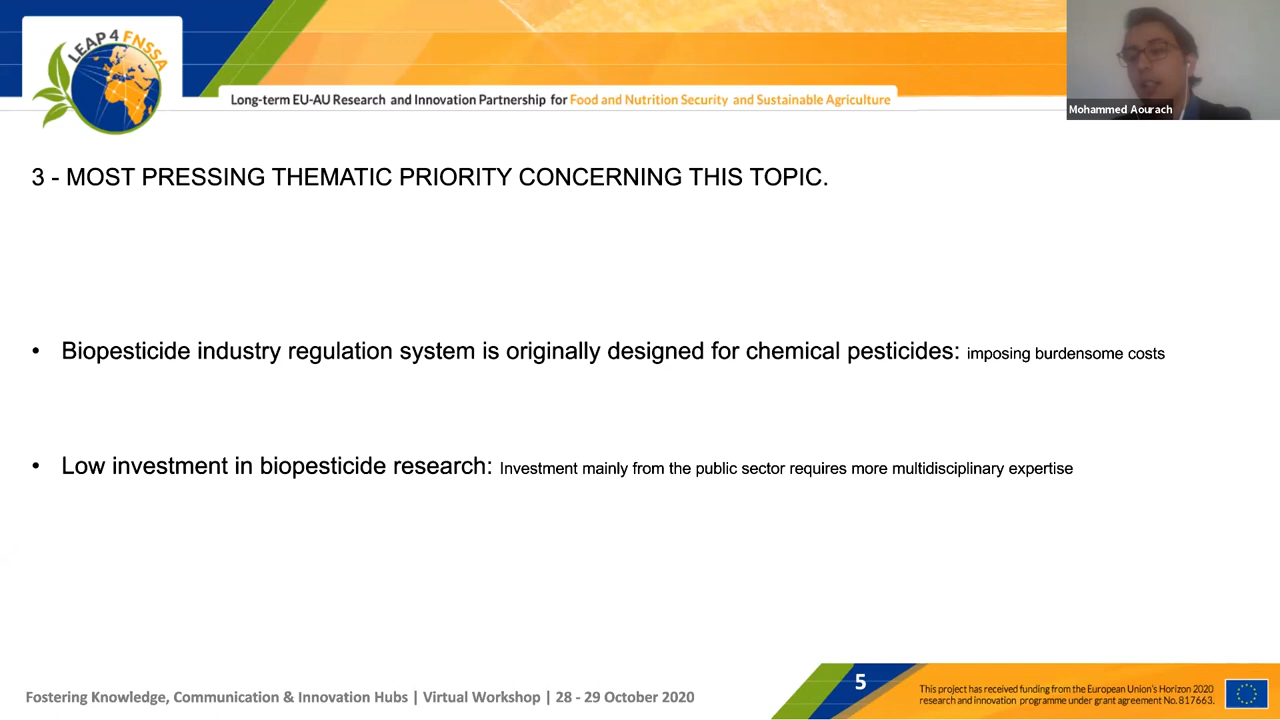 LEAP 4 FNSSA
Long-term EU-AU Research and Innovation Partnership for Food and Nutrition Security and Sustainable Agriculture
Mohammed Aourach
3 - MOST PRESSING THEMATIC PRIORITY CONCERNING THIS TOPIC.
• Biopesticide industry regulation system is originally designed for chemical pesticides: imposing burdensome costs
• Low investment in biopesticide research: Investment mainly from the public sector requires more multidisciplinary expertise
Fostering Knowledge, Communication & Innovation Hubs | Virtual Workshop | 28 - 29 October 2020
5
This project has received funding from the European Union's Horizon 2020
research and innovation programme under grant agreement No. 817663.